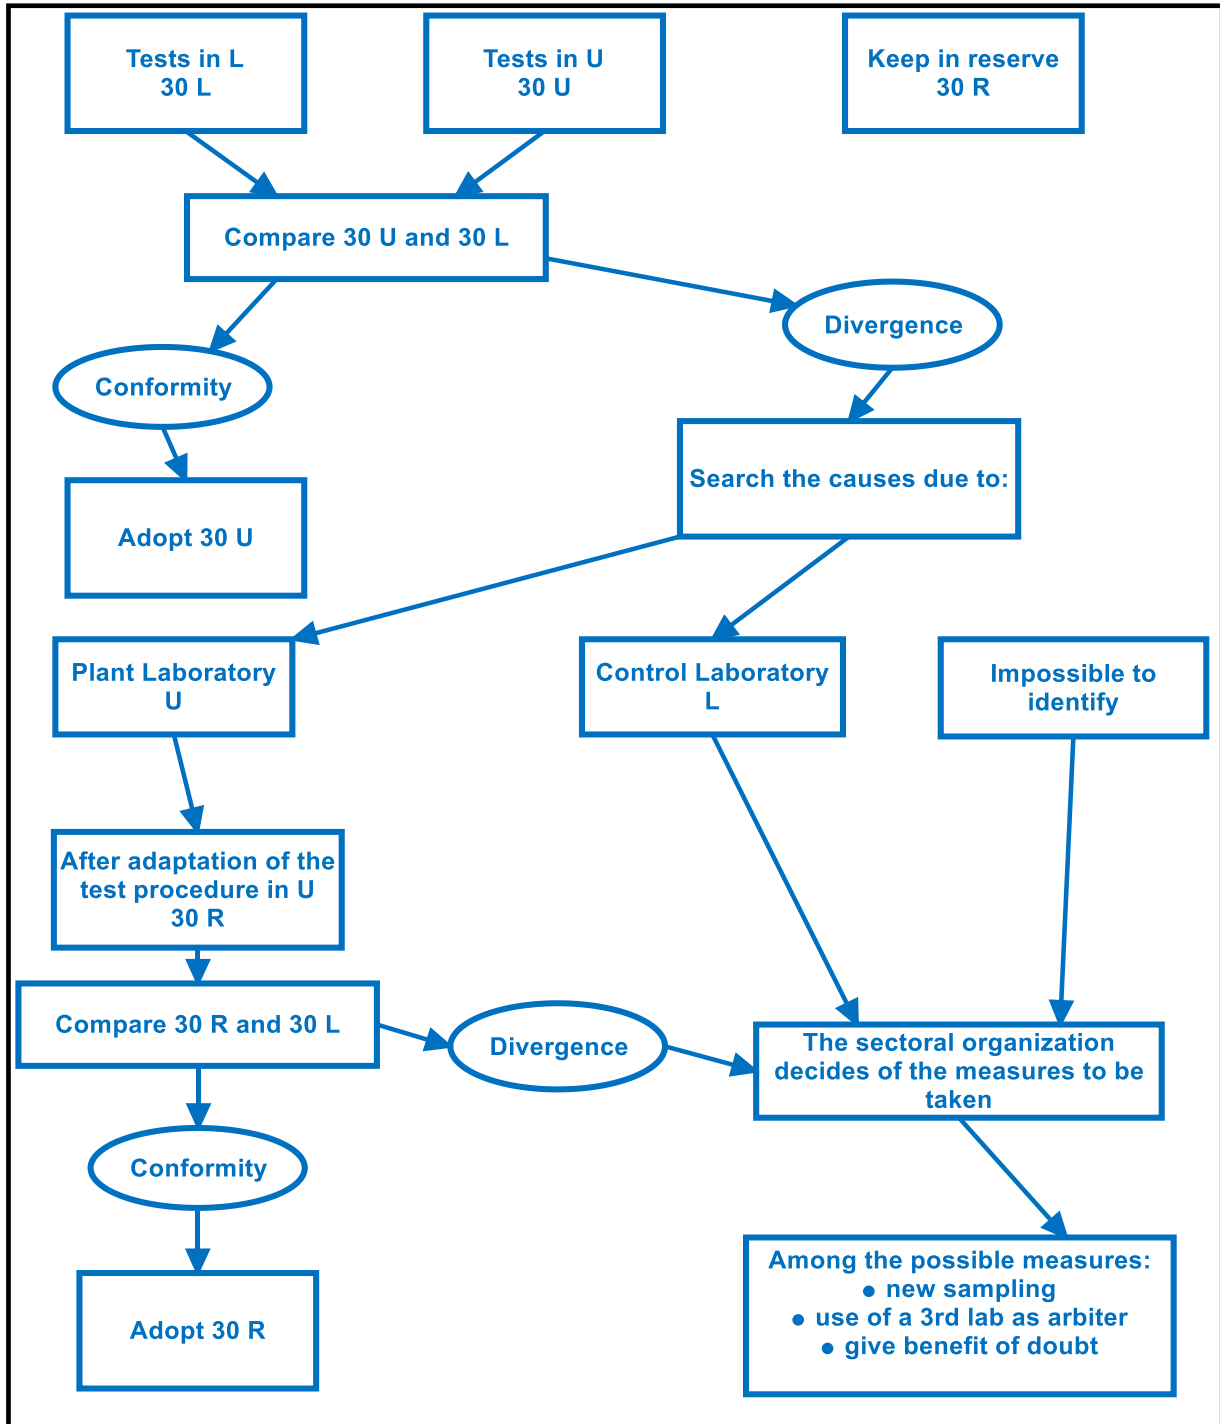 Tests in L
30 L
Tests in U
30 U
Keep in reserve
30 R
Compare 30 U and 30 L
Divergence
Conformity
Search the causes due to:
Adopt 30 U
Plant Laboratory
U
Control Laboratory
L
Impossible to
identify
After adaptation of the
test procedure in U
30 R
Compare 30 R and 30 L
Divergence
The sectoral organization
decides of the measures to be
taken
Conformity
Among the possible measures:
● new sampling
● use of a 3rd lab as arbiter
● give benefit of doubt
Adopt 30 R